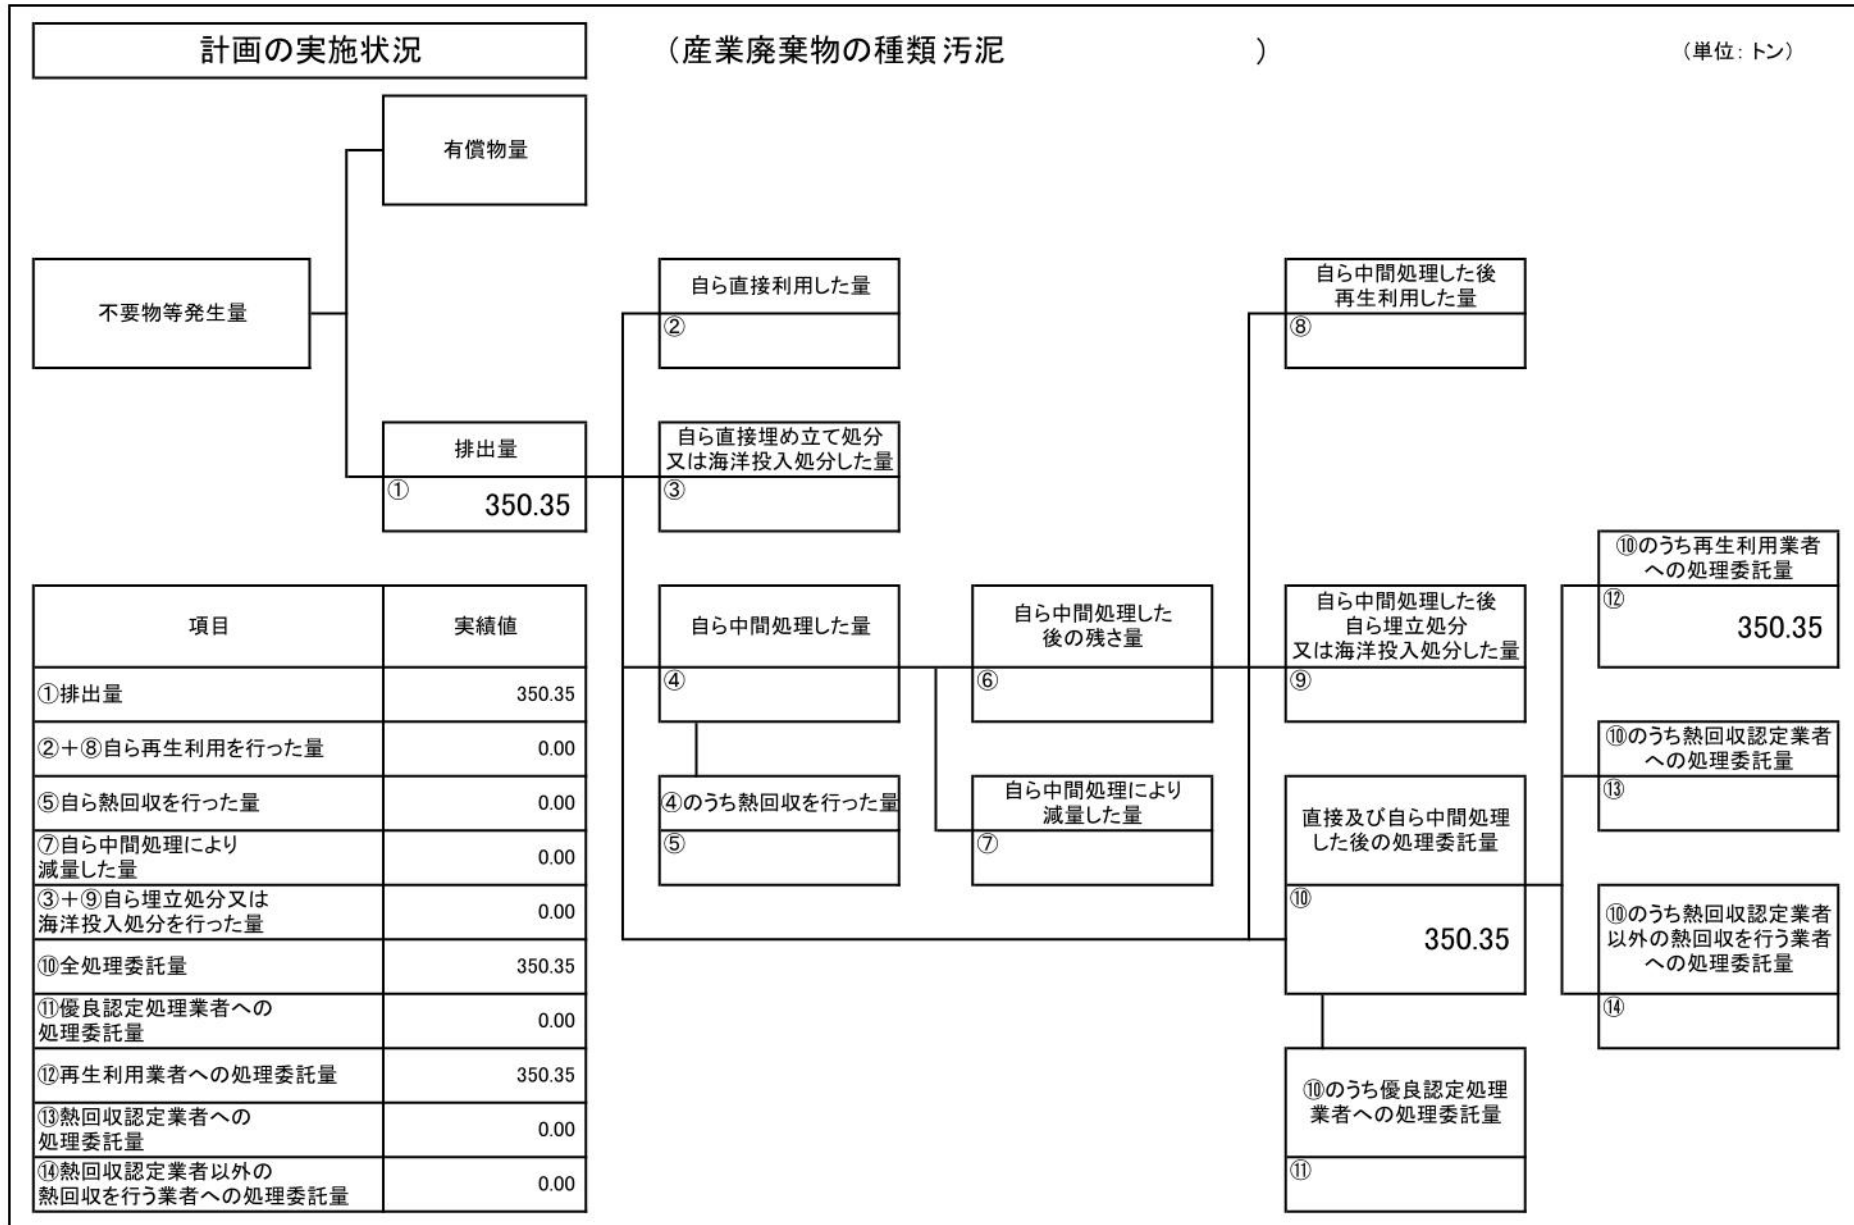 計画の実施状況
（産業廃棄物の種類 汚泥　　　　　）
（単位：トン）
有償物量
不要物等発生量
自ら直接利用した量
②
自ら中間処理した後
再生利用した量
⑧
排出量
①
350.35
自ら直接埋め立て処分
又は海洋投入処分した量
③
⑩のうち再生利用業者
への処理委託量
⑫
350.35
自ら中間処理した量
④
自ら中間処理した
後の残さ量
⑥
自ら中間処理した後
自ら埋立処分
又は海洋投入処分した量
⑨
⑩のうち熱回収認定業者
への処理委託量
⑬
④のうち熱回収を行った量
⑤
自ら中間処理により
減量した量
⑦
直接及び自ら中間処理
した後の処理委託量
⑩
350.35
⑩のうち熱回収認定業者
以外の熱回収を行う業者
への処理委託量
⑭
⑩のうち優良認定処理
業者への処理委託量
⑪
項目 実績値
①排出量 350.35
②＋⑧自ら再生利用を行った量 0.00
⑤自ら熱回収を行った量 0.00
⑦自ら中間処理により
減量した量 0.00
③＋⑨自ら埋立処分又は
海洋投入処分を行った量 0.00
⑩全処理委託量 350.35
⑪優良認定処理業者への
処理委託量 0.00
⑫再生利用業者への処理委託量 350.35
⑬熱回収認定業者への
処理委託量 0.00
⑭熱回収認定業者以外の
熱回収を行う業者への処理委託量 0.00